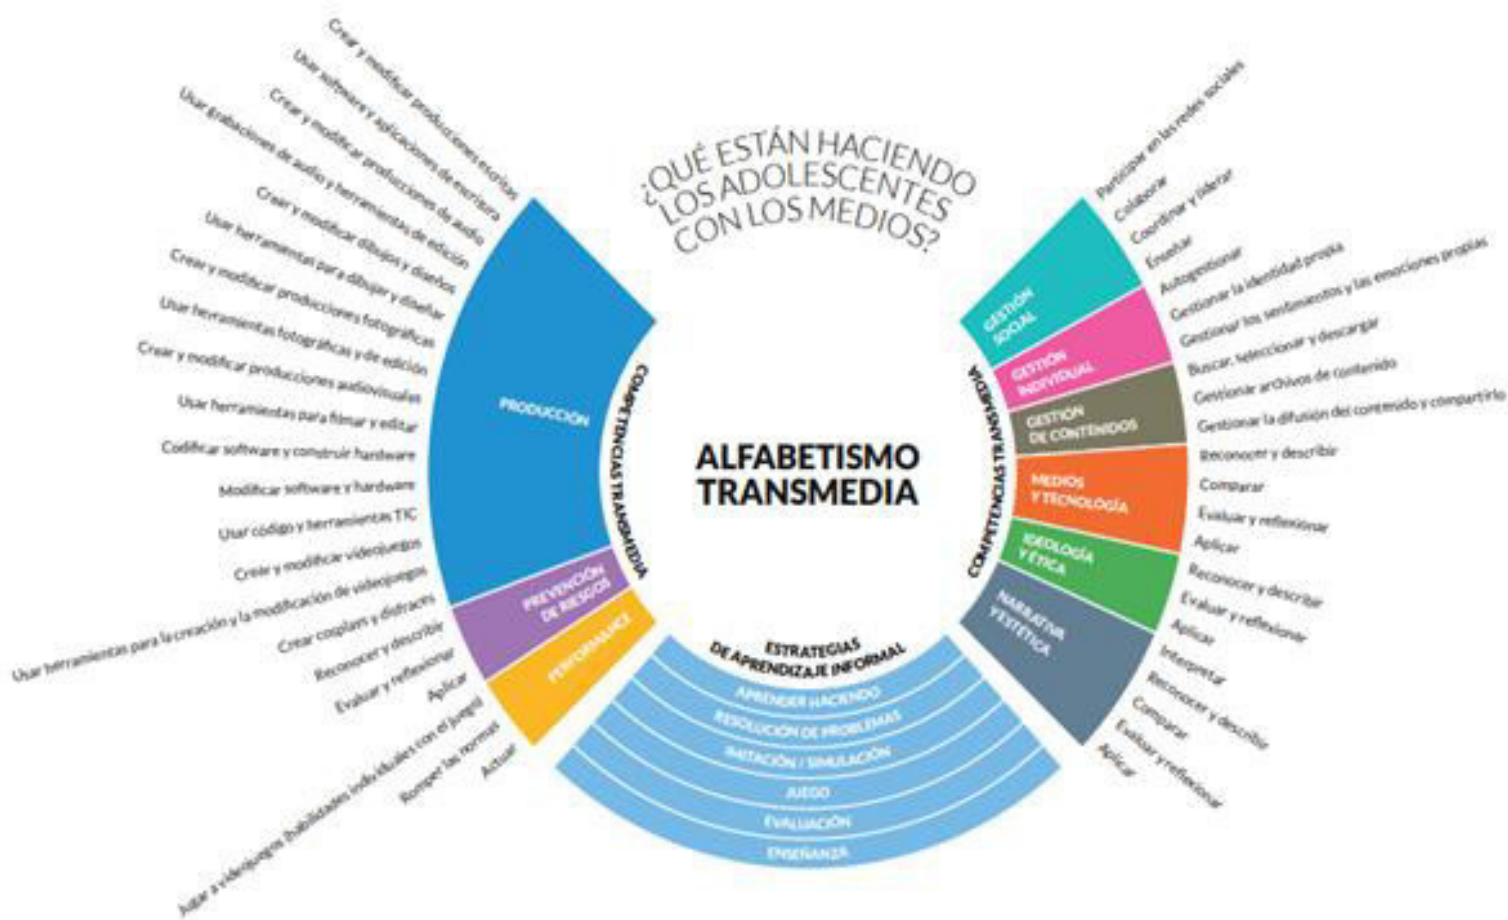 ¿QUÉ ESTÁN HACIENDO
LOS ADOLESCENTES
CON LOS MEDIOS?
ALFABETISMO
TRANSMEDIA
COMPETENCIAS TRANSMEDIA
PRODUCCIÓN
Crear y modificar producciones escritas
Usar software y aplicaciones de escrigura
Crear y modificar producciones de audio
Usar grabaciones de audio y herramientas de edición
Crear y modificar dibujos y diseños
Usar herramientas para dibujar y diseñar
Crear y modificar producciones fotográficas
Usar herramientas fotográficas y de edición
Crear y modificar producciones audiovisuales
Usar herramientas para filmar y editar
Codificar software y construir hardware
Modificar software y hardware
Usar código y herramientas TIC
Crear y modificar videojuegos
Usar herramientas para la creación y la modificación de videojuegos
Crear cosplays y disfraces
PREVENCIÓN
DE RIESGOS
Reconocer y describir
Evaluar y reflexionar
Aplicar
PERFORMANCE
Jugar a videojuegos (habilidades individuales con el juego)
Romper las normas
Actuar
COMPETENCIAS TRANSMEDIA
GESTIÓN
SOCIAL
Participar en las redes sociales
Colaborar
Coordinar y liderar
Enseñar
GESTIÓN
INDIVIDUAL
Autogestionar
Gestionar la identidad propia
Gestionar los sentimientos y las emociones propias
GESTIÓN
DE CONTENIDOS
Buscar, seleccionar y descargar
Gestionar archivos de contenido
Gestionar la difusión del contenido y compartirlo
MEDIOS
Y TECNOLOGÍA
Reconocer y describir
Comparar
Evaluar y reflexionar
Aplicar
IDEOLOGÍA
Y ÉTICA
Reconocer y describir
Evaluar y reflexionar
Aplicar
NARRATIVA
Y ESTÉTICA
Interpretar
Reconocer y describir
Comparar
Evaluar y reflexionar
Aplicar
ESTRATEGIAS
DE APRENDIZAJE INFORMAL
APRENDER HACIENDO
RESOLUCIÓN DE PROBLEMAS
IMITACIÓN / SIMULACIÓN
JUEGO
EVALUACIÓN
ENSEÑANZA